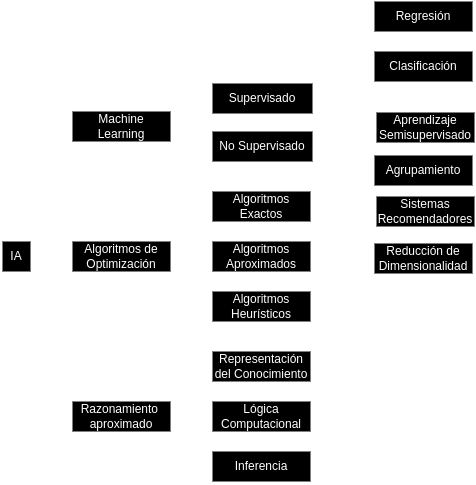 Regresión
Clasificación
Supervisado
Machine
Learning
Aprendizaje
Semisupervisado
No Supervisado
Agrupamiento
Algoritmos
Exactos
Sistemas
Recomendadores
IA
Algoritmos de
Optimización
Algoritmos
Aproximados
Reducción de
Dimensionalidad
Algoritmos
Heurísticos
Representación
del Conocimiento
Razonamiento
aproximado
Lógica
Computacional
Inferencia